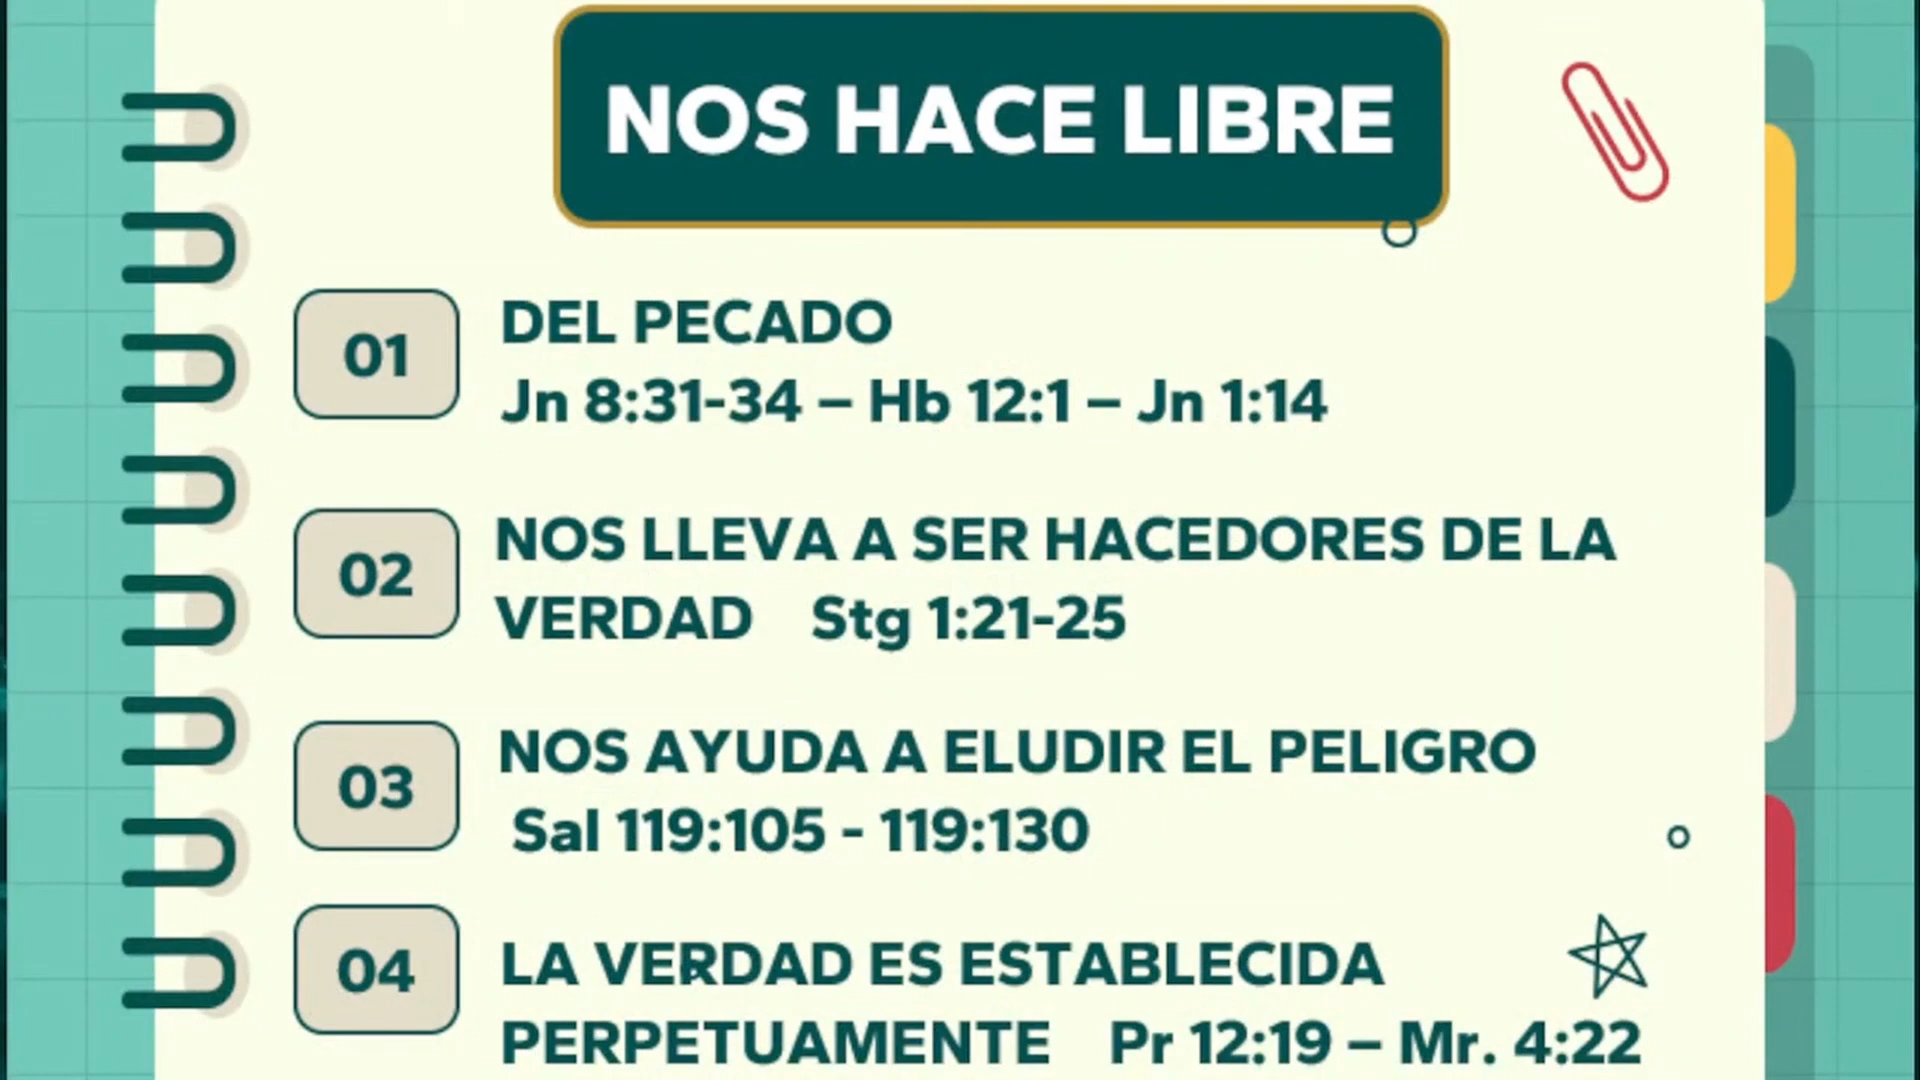 NOS HACE LIBRE
01
DEL PECADO
Jn 8:31-34 – Hb 12:1 – Jn 1:14
02
NOS LLEVA A SER HACEDORES DE LA
VERDAD Stg 1:21-25
03
NOS AYUDA A ELUDIR EL PELIGRO
Sal 119:105 - 119:130
04
LA VERDAD ES ESTABLECIDA
PERPETUAMENTE Pr 12:19 – Mr. 4:22